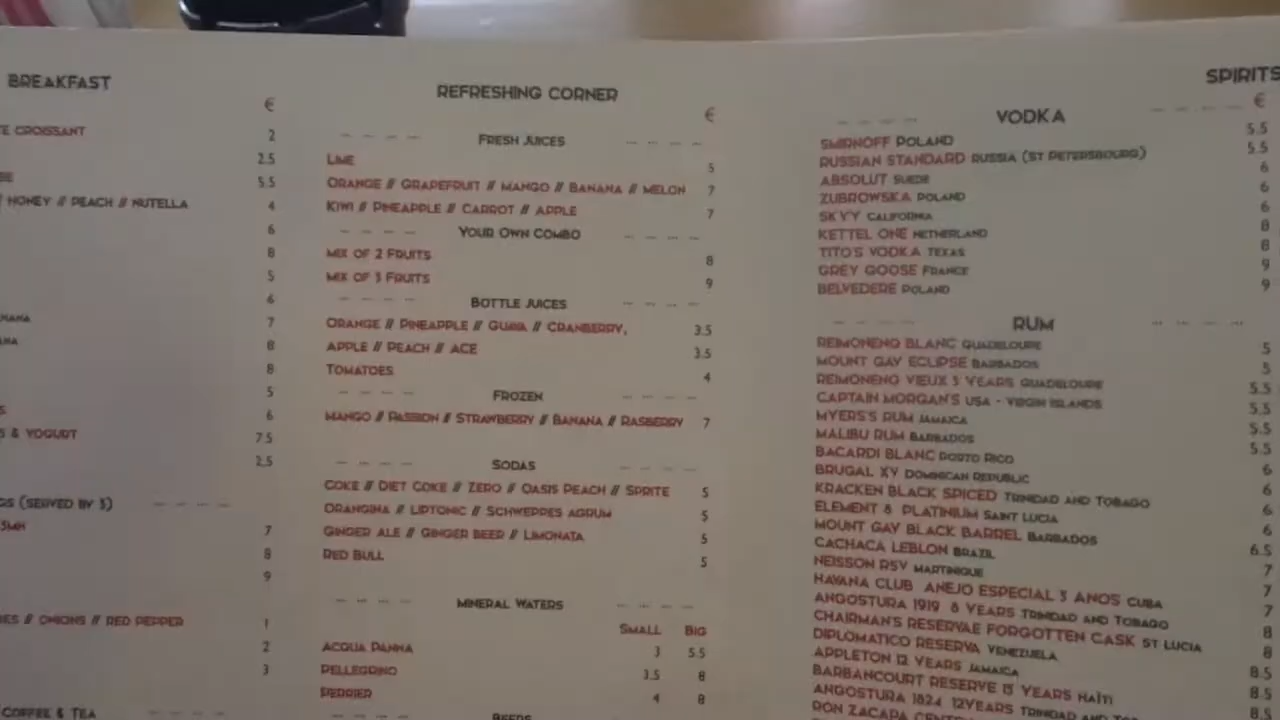 BREAKFAST
€
CROISSANT 2
2.5
5.5
HONEY // PEACH // NUTELLA 4
6
8
5
6
7
8
8
5
6
& YOGURT 7.5
2.5
(SERVED BY 3)
7
8
9
// ONIONS // RED PEPPER 1
2
3
COFFEE & TEA
REFRESHING CORNER
€
FRESH JUICES
LIME 5
ORANGE // GRAPEFRUIT // MANGO // BANANA // MELON 7
KIWI // PINEAPPLE // CARROT // APPLE 7
YOUR OWN COMBO
MIX OF 2 FRUITS 8
MIX OF 3 FRUITS 9
BOTTLE JUICES
ORANGE // PINEAPPLE // GUAVA // CRANBERRY, 3.5
APPLE // PEACH // ACE 3.5
TOMATOES 4
FROZEN
MANGO // PASSION // STRAWBERRY // BANANA // RASBERRY 7
SODAS
COKE // DIET COKE // ZERO // OASIS PEACH // SPRITE 5
ORANGINA // LIPTONIC // SCHWEPPES AGRUM 5
GINGER ALE // GINGER BEER // LIMONATA 5
RED BULL 5
MINERAL WATERS
SMALL BIG
ACQUA PANNA 3 5.5
PELLEGRINO 3.5 8
PERRIER 4 8
BEERS
SPIRITS
€
VODKA
SMIRNOFF POLAND 5.5
RUSSIAN STANDARD RUSSIA (ST PETERSBOURG) 5.5
ABSOLUT SUEDE 6
ZUBROWSKA POLAND 6
SKYY CALIFORNIA 8
KETTEL ONE NETHERLAND 8
TITO'S VODKA TEXAS 9
GREY GOOSE FRANCE 9
BELVEDERE POLAND
RUM
REIMONENQ BLANC GUADELOUPE 5
MOUNT GAY ECLIPSE BARBADOS 5
REIMONENQ VIEUX 3 YEARS GUADELOUPE 5.5
CAPTAIN MORGAN'S USA - VIRGIN ISLANDS 5.5
MYERS'S RUM JAMAICA 5.5
MALIBU RUM BARBADOS 5.5
BACARDI BLANC PORTO RICO 6
BRUGAL XV DOMINICAN REPUBLIC 6
KRACKEN BLACK SPICED TRINIDAD AND TOBAGO 6
ELEMENT 8 PLATINIUM SAINT LUCIA 6
MOUNT GAY BLACK BARREL BARBADOS 6.5
CACHACA LEBLON BRAZIL 7
NEISSON RSV MARTINIQUE 7
HAVANA CLUB ANEJO ESPECIAL 3 ANOS CUBA 7
ANGOSTURA 1919 8 YEARS TRINIDAD AND TOBAGO 8
CHAIRMAN'S RESERVAE FORGOTTEN CASK ST LUCIA 8
DIPLOMATICO RESERVA VENEZUELA 8.5
APPLETON 12 YEARS JAMAICA 8.5
BARBANCOURT RESERVE 15 YEARS HAÏTI 8.5
ANGOSTURA 1824 12YEARS TRINIDAD AND
RON ZACAPA